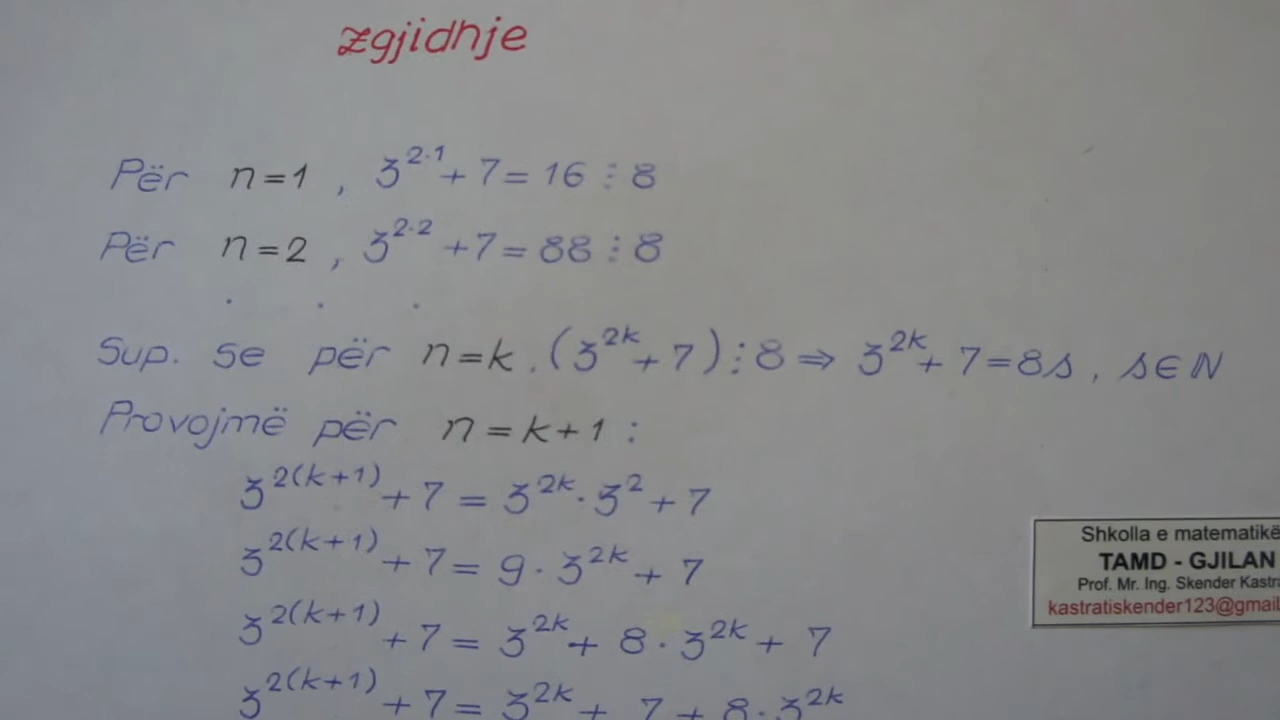 Zgjidhje
Për n=1, 3^{2·1}+7=16⋮8
Për n=2, 3^{2·2}+7=88⋮8
. . .
Sup. se për n=k, (3^{2k}+7)⋮8 ⇒ 3^{2k}+7=8s, s∈N
Provojmë për n=k+1:
3^{2(k+1)}+7=3^{2k}·3^2+7
3^{2(k+1)}+7=9·3^{2k}+7
3^{2(k+1)}+7=3^{2k}+8·3^{2k}+7
3^{2(k+1)}+7=3^{2k}+7+8·3^{2k}
Shkolla e matematikë
TAMD - GJILAN
Prof. Mr. Ing. Skender Kastra
kastratiskender123@gmail